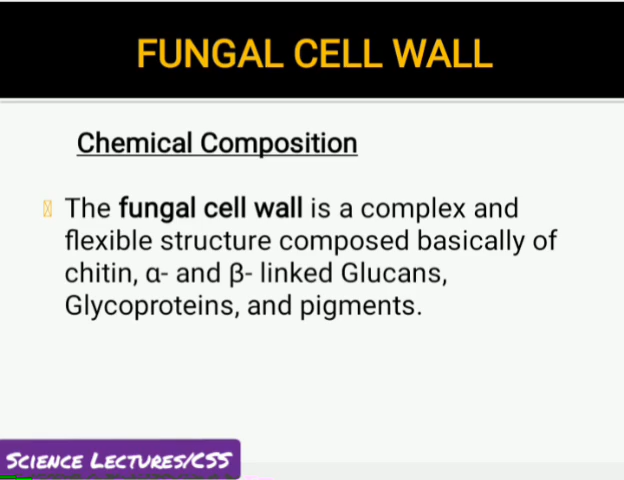 FUNGAL CELL WALL
Chemical Composition
The fungal cell wall is a complex and
flexible structure composed basically of
chitin, α- and β- linked Glucans,
Glycoproteins, and pigments.
SCIENCE LECTURES/CSS